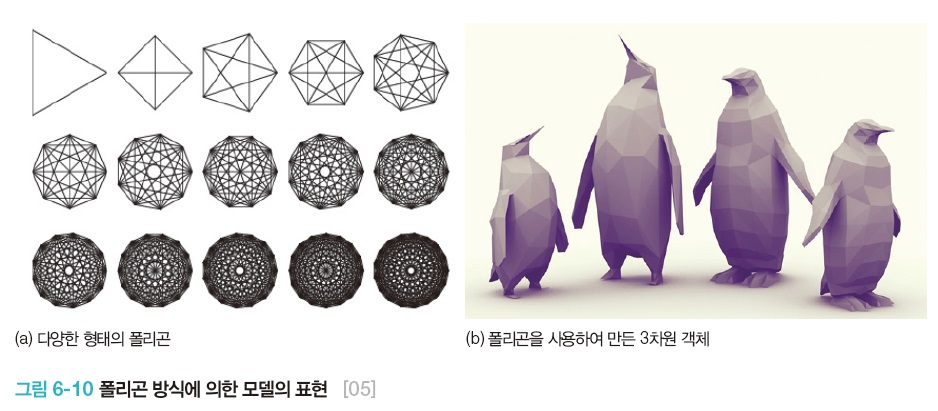 (a) 다양한 형태의 폴리곤
(b) 폴리곤을 사용하여 만든 3차원 객체
그림 6-10 폴리곤 방식에 의한 모델의 표현 [05]